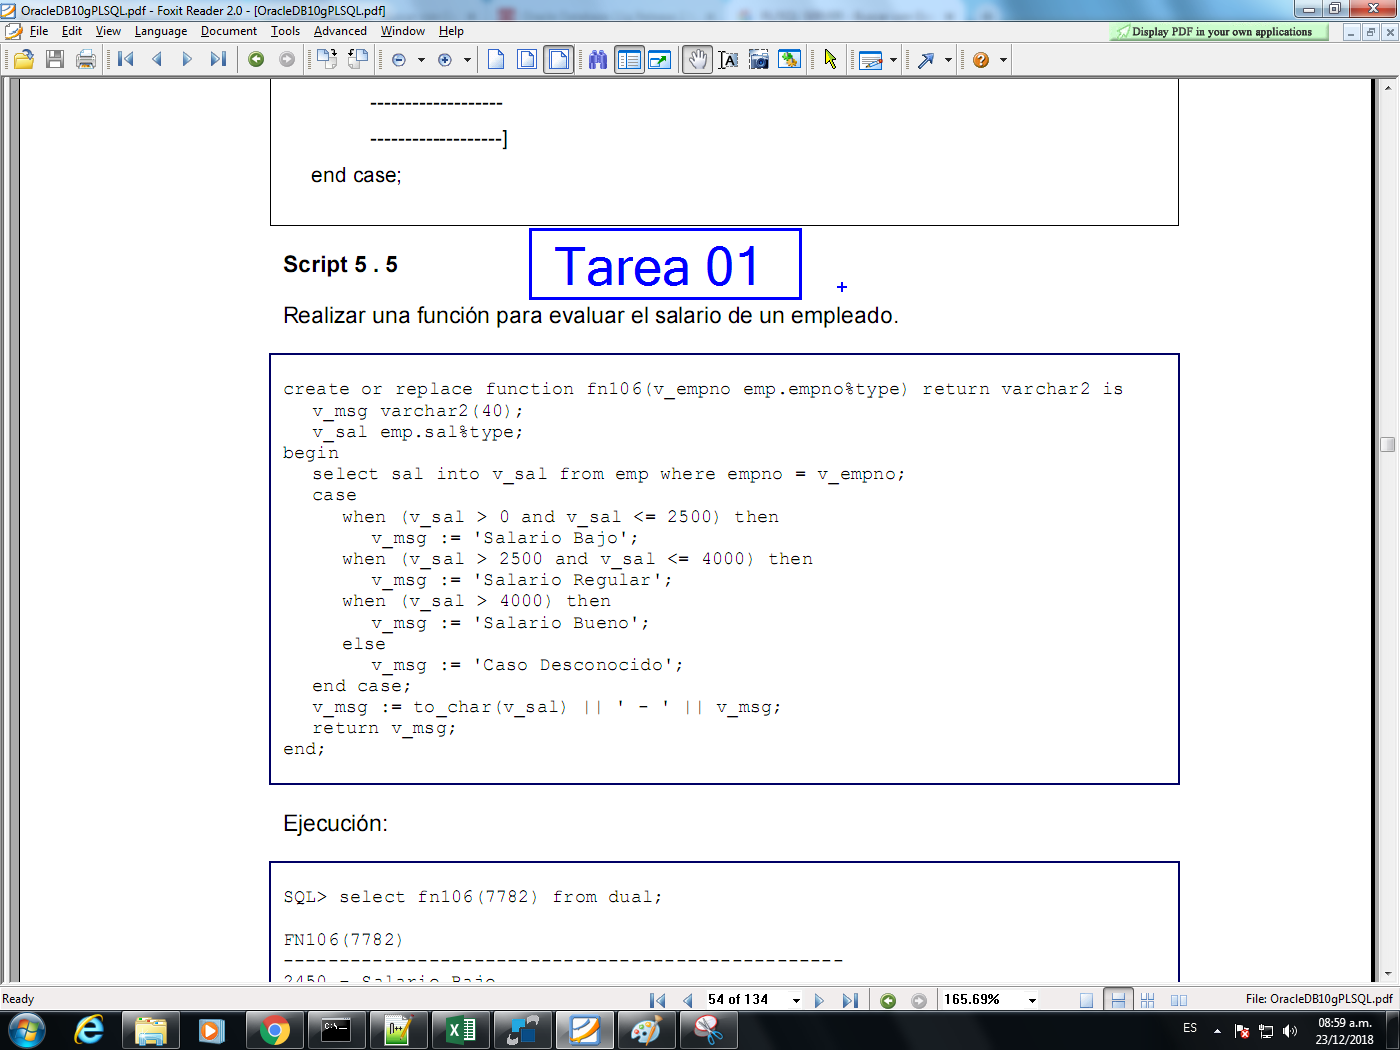 OracleDB10gPLSQL.pdf - Foxit Reader 2.0 - [OracleDB10gPLSQL.pdf]
File Edit View Language Document Tools Advanced Window Help
Display PDF in your own applications
-------------------
-------------------]
end case;
Script 5 . 5
Tarea 01
Realizar una función para evaluar el salario de un empleado.
create or replace function fn106(v_empno emp.empno%type) return varchar2 is
v_msg varchar2(40);
v_sal emp.sal%type;
begin
select sal into v_sal from emp where empno = v_empno;
case
when (v_sal > 0 and v_sal <= 2500) then
v_msg := 'Salario Bajo';
when (v_sal > 2500 and v_sal <= 4000) then
v_msg := 'Salario Regular';
when (v_sal > 4000) then
v_msg := 'Salario Bueno';
else
v_msg := 'Caso Desconocido';
end case;
v_msg := to_char(v_sal) || ' - ' || v_msg;
return v_msg;
end;
Ejecución:
SQL> select fn106(7782) from dual;
FN106(7782)
--------------------------------------------------
2450 - Salario Bajo
Ready
54 of 134
165.69%
File: OracleDB10gPLSQL.pdf
ES
08:59 a.m.
23/12/2018